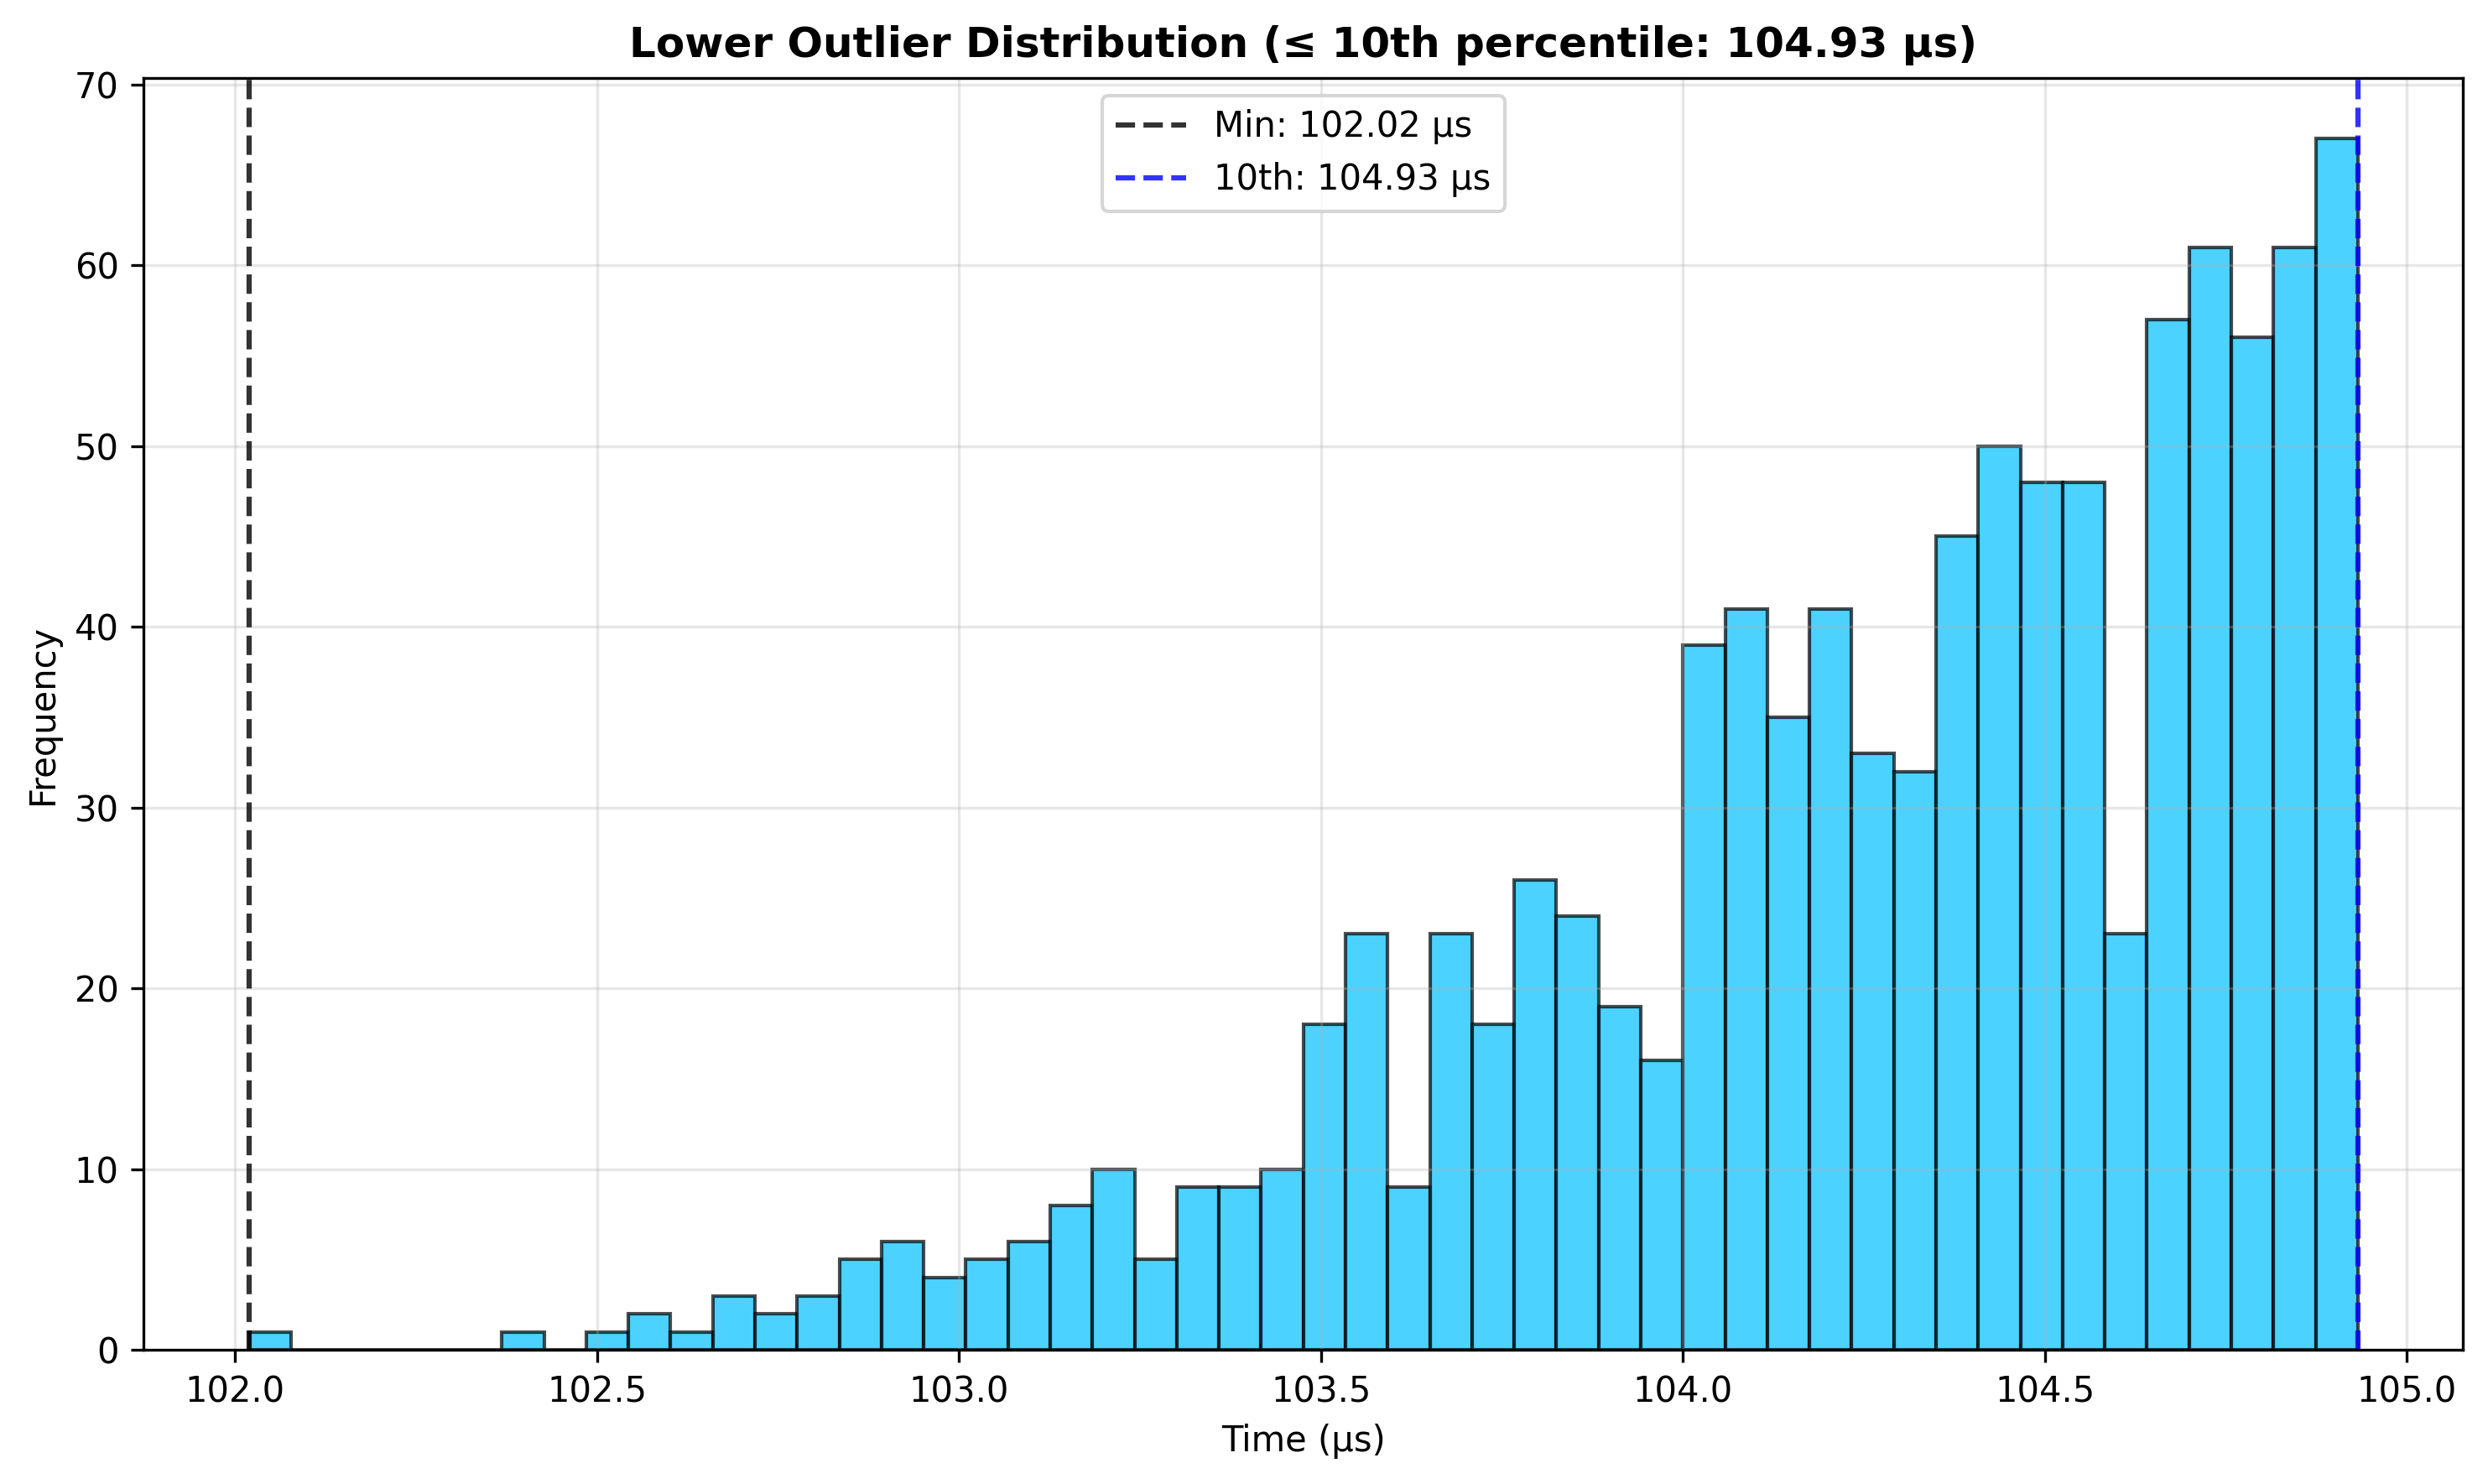 Lower Outlier Distribution (≤ 10th percentile: 104.93 µs)
Min: 102.02 µs
10th: 104.93 µs
70
60
50
40
30
20
10
0
Frequency
102.0 102.5 103.0 103.5 104.0 104.5 105.0
Time (µs)